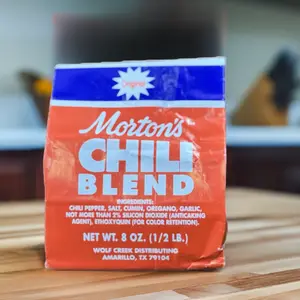 Morton's
CHILI
BLEND
INGREDIENTS:
CHILI PEPPER, SALT, CUMIN, OREGANO, GARLIC,
NOT MORE THAN 2% SILICON DIOXIDE (ANTICAKING
AGENT), ETHOXYQUIN (FOR COLOR RETENTION).
NET WT. 8 OZ. (1/2 LB.)
WOLF CREEK DISTRIBUTING
AMARILLO, TX 79104